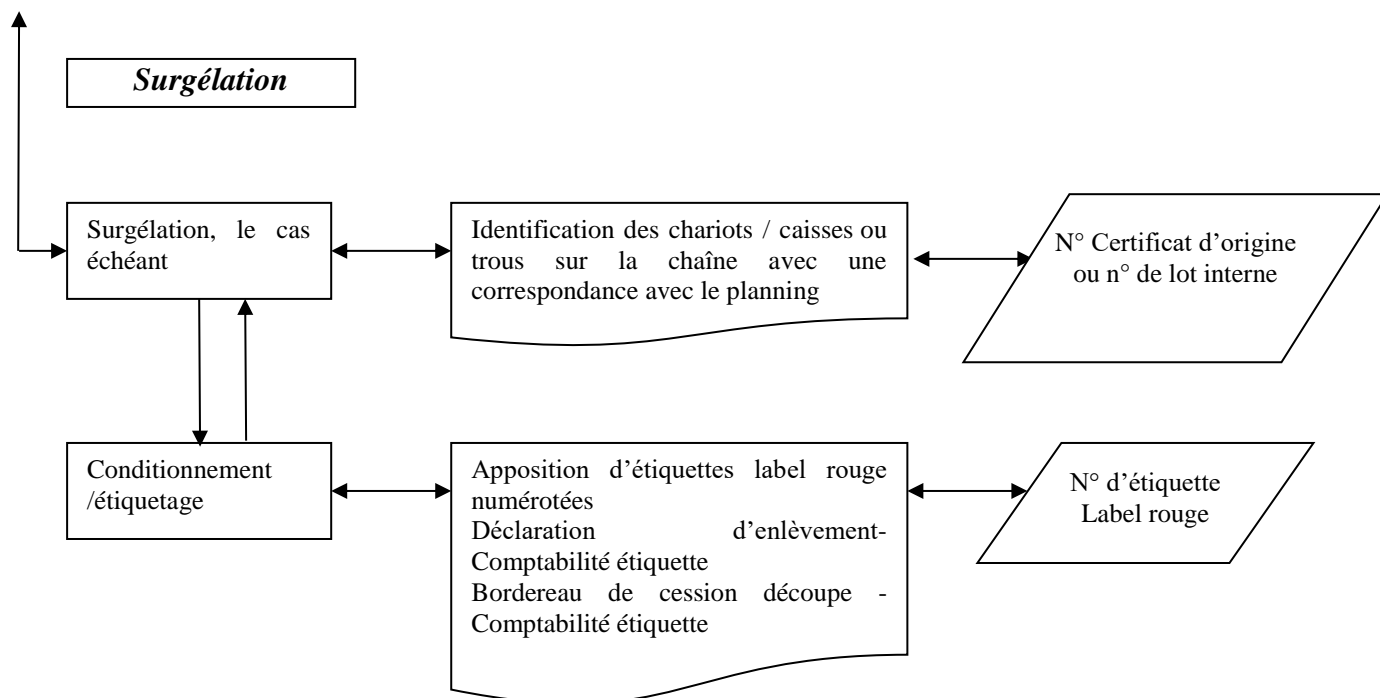 Surgélation
Surgélation, le cas
échéant
Identification des chariots / caisses ou
trous sur la chaîne avec une
correspondance avec le planning
N° Certificat d’origine
ou n° de lot interne
Conditionnement
/étiquetage
Apposition d’étiquettes label rouge
numérotées
Déclaration d’enlèvement-
Comptabilité étiquette
Bordereau de cession découpe -
Comptabilité étiquette
N° d’étiquette
Label rouge